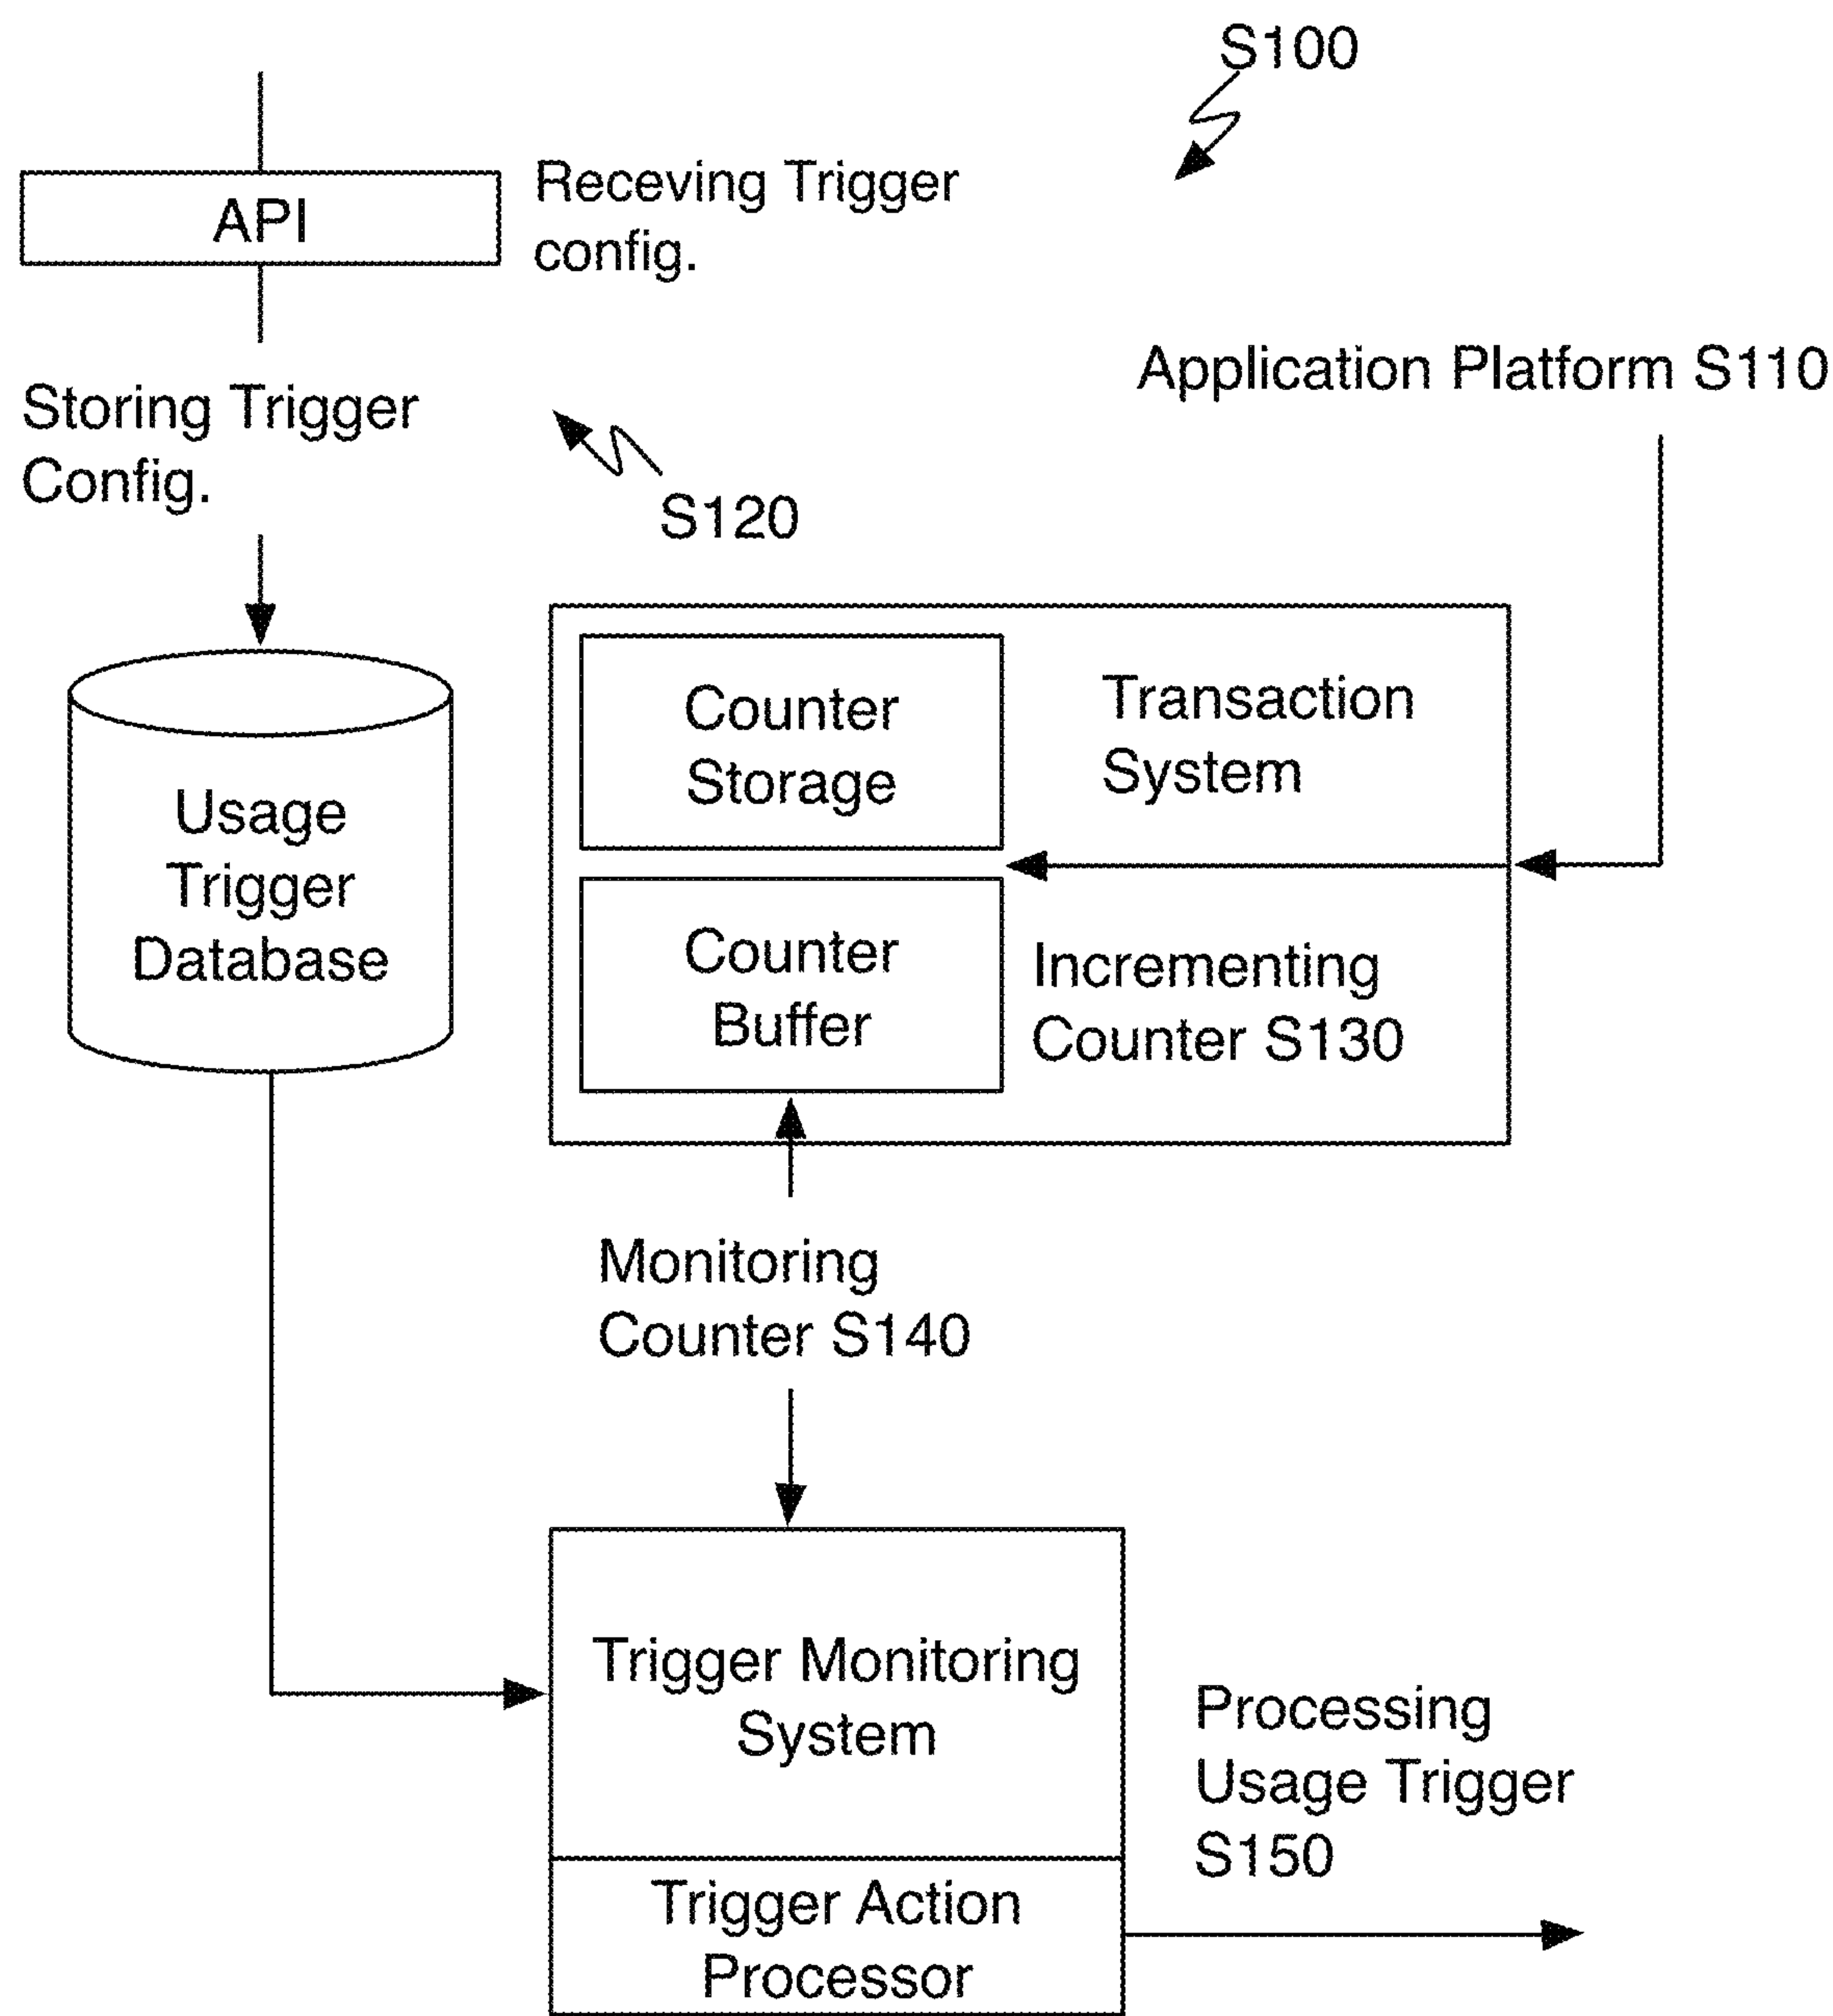 S100
API
Receving Trigger
config.
Application Platform S110
Storing Trigger
Config.
S120
Usage
Trigger
Database
Counter
Storage
Transaction
System
Counter
Buffer
Incrementing
Counter S130
Monitoring
Counter S140
Trigger Monitoring
System
Processing
Usage Trigger
S150
Trigger Action
Processor